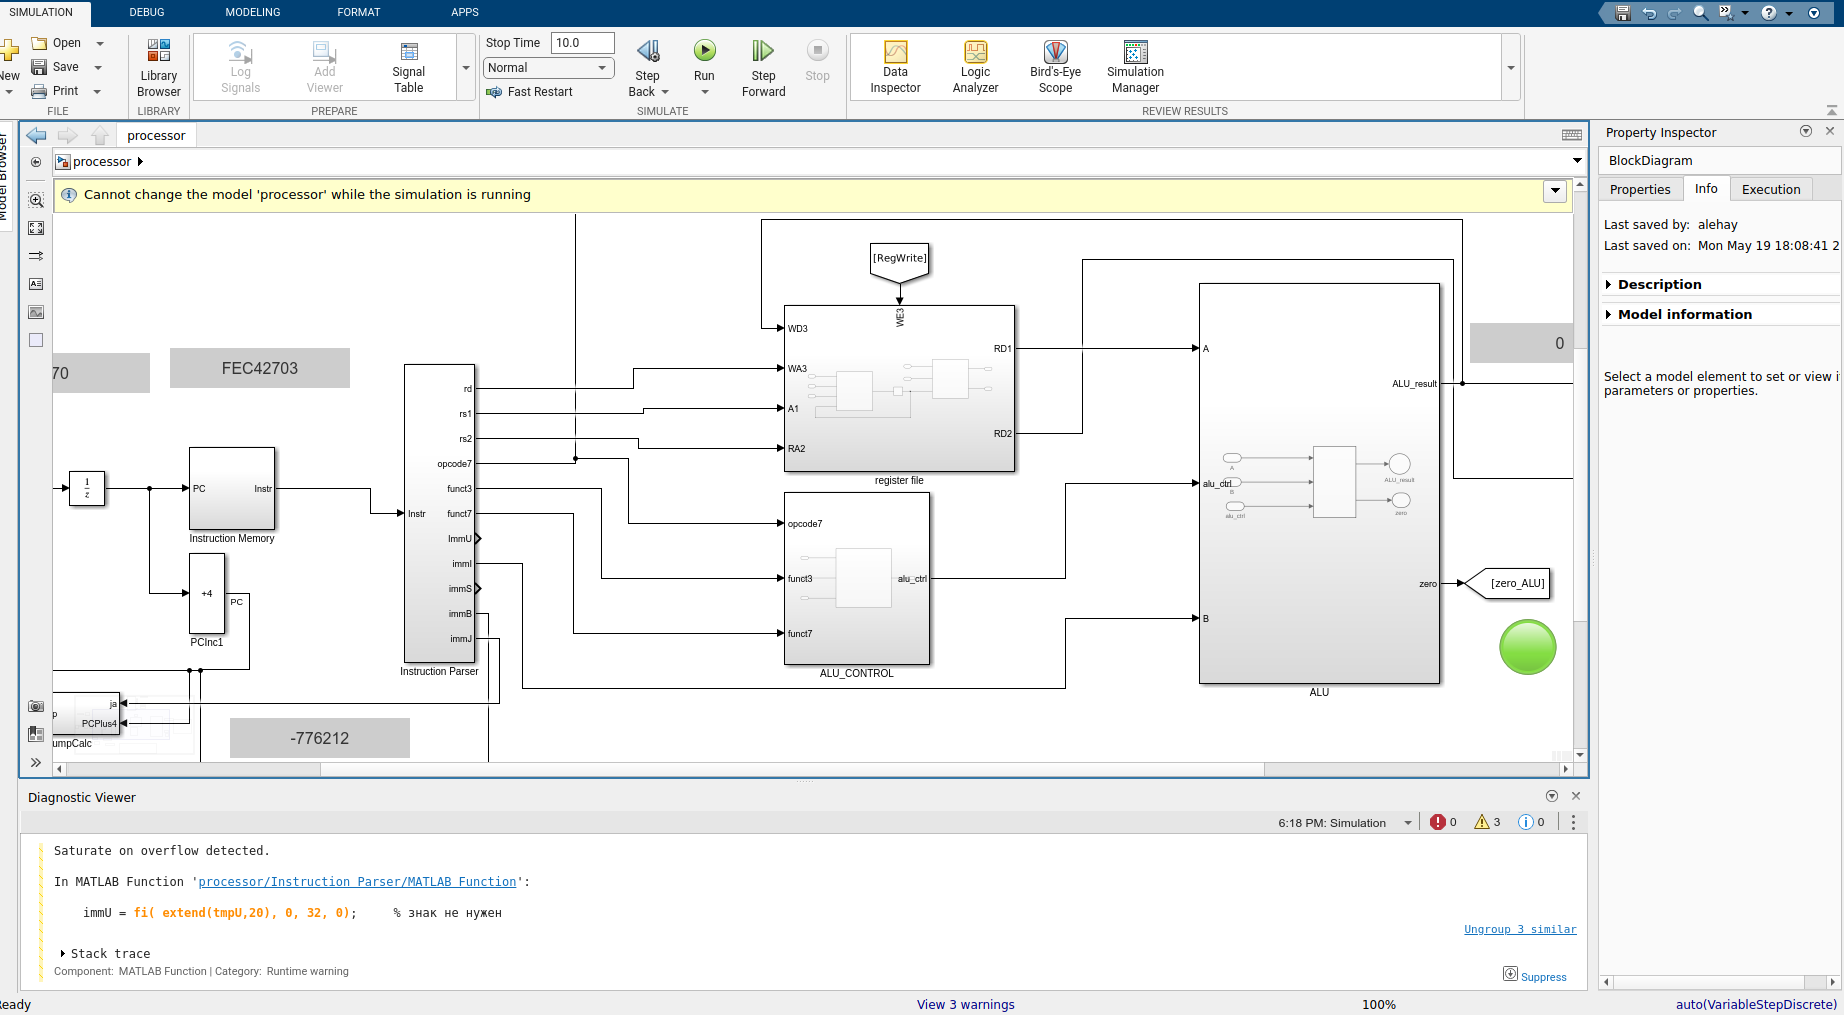 SIMULATION
DEBUG
MODELING
FORMAT
APPS
New
Open
Save
Print
FILE
Library
Browser
LIBRARY
Log
Signals
Add
Viewer
Signal
Table
PREPARE
Stop Time 10.0
Normal
Fast Restart
Step
Back
Run
Step
Forward
Stop
SIMULATE
Data
Inspector
Logic
Analyzer
Bird's-Eye
Scope
Simulation
Manager
REVIEW RESULTS
Model Browser
processor
processor
Cannot change the model 'processor' while the simulation is running
70
FEC42703
1
z
PC
Instr
Instruction Memory
+4
PC
PCInc1
ja
p
PCPlus4
umpCalc
-776212
Instr
rd
rs1
rs2
opcode7
funct3
funct7
ImmU
immI
immS
immB
immJ
Instruction Parser
[RegWrite]
WE3
WD3
WA3
A1
RA2
RD1
RD2
register file
opcode7
funct3
funct7
alu_ctrl
ALU_CONTROL
A
alu_ctrl
B
ALU_result
zero
A
B
alu_ctrl
ALU_result
zero
ALU
0
[zero_ALU]
Property Inspector
BlockDiagram
Properties
Info
Execution
Last saved by: alehay
Last saved on: Mon May 19 18:08:41 2
Description
Model information
Select a model element to set or view i
parameters or properties.
Diagnostic Viewer
6:18 PM: Simulation
0
3
0
Saturate on overflow detected.
In MATLAB Function 'processor/Instruction Parser/MATLAB Function':
immU = fi( extend(tmpU,20), 0, 32, 0); % знак не нужен
Ungroup 3 similar
Stack trace
Component: MATLAB Function | Category: Runtime warning
Suppress
Ready
View 3 warnings
100%
auto(VariableStepDiscrete)